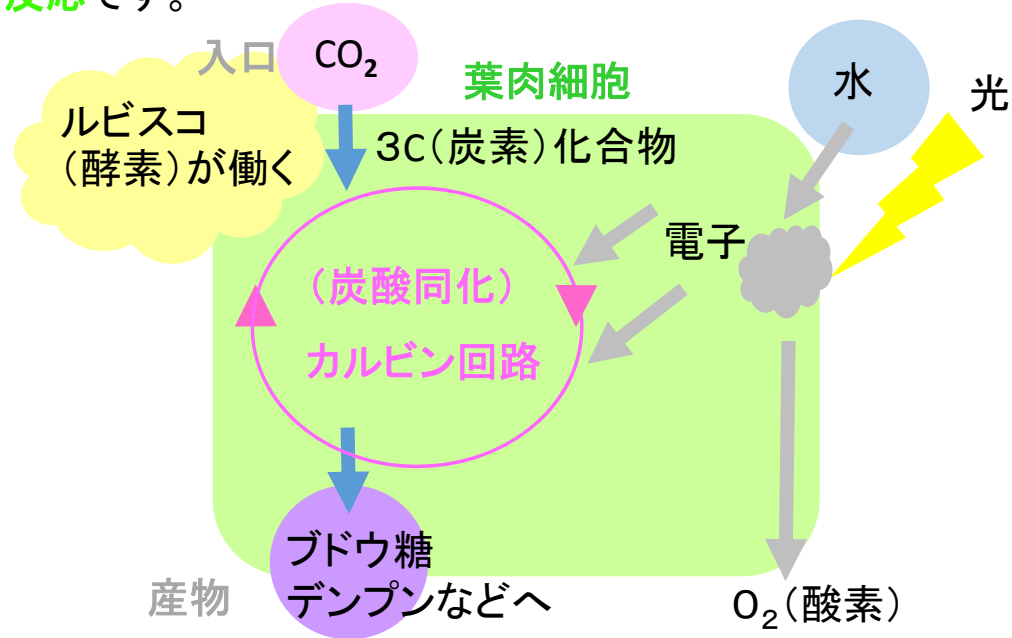 反応です。
入口
CO₂
葉肉細胞
水
光
ルビスコ
（酵素）が働く
3C（炭素）化合物
電子
（炭酸同化）
カルビン回路
ブドウ糖
デンプンなどへ
産物
O₂（酸素）